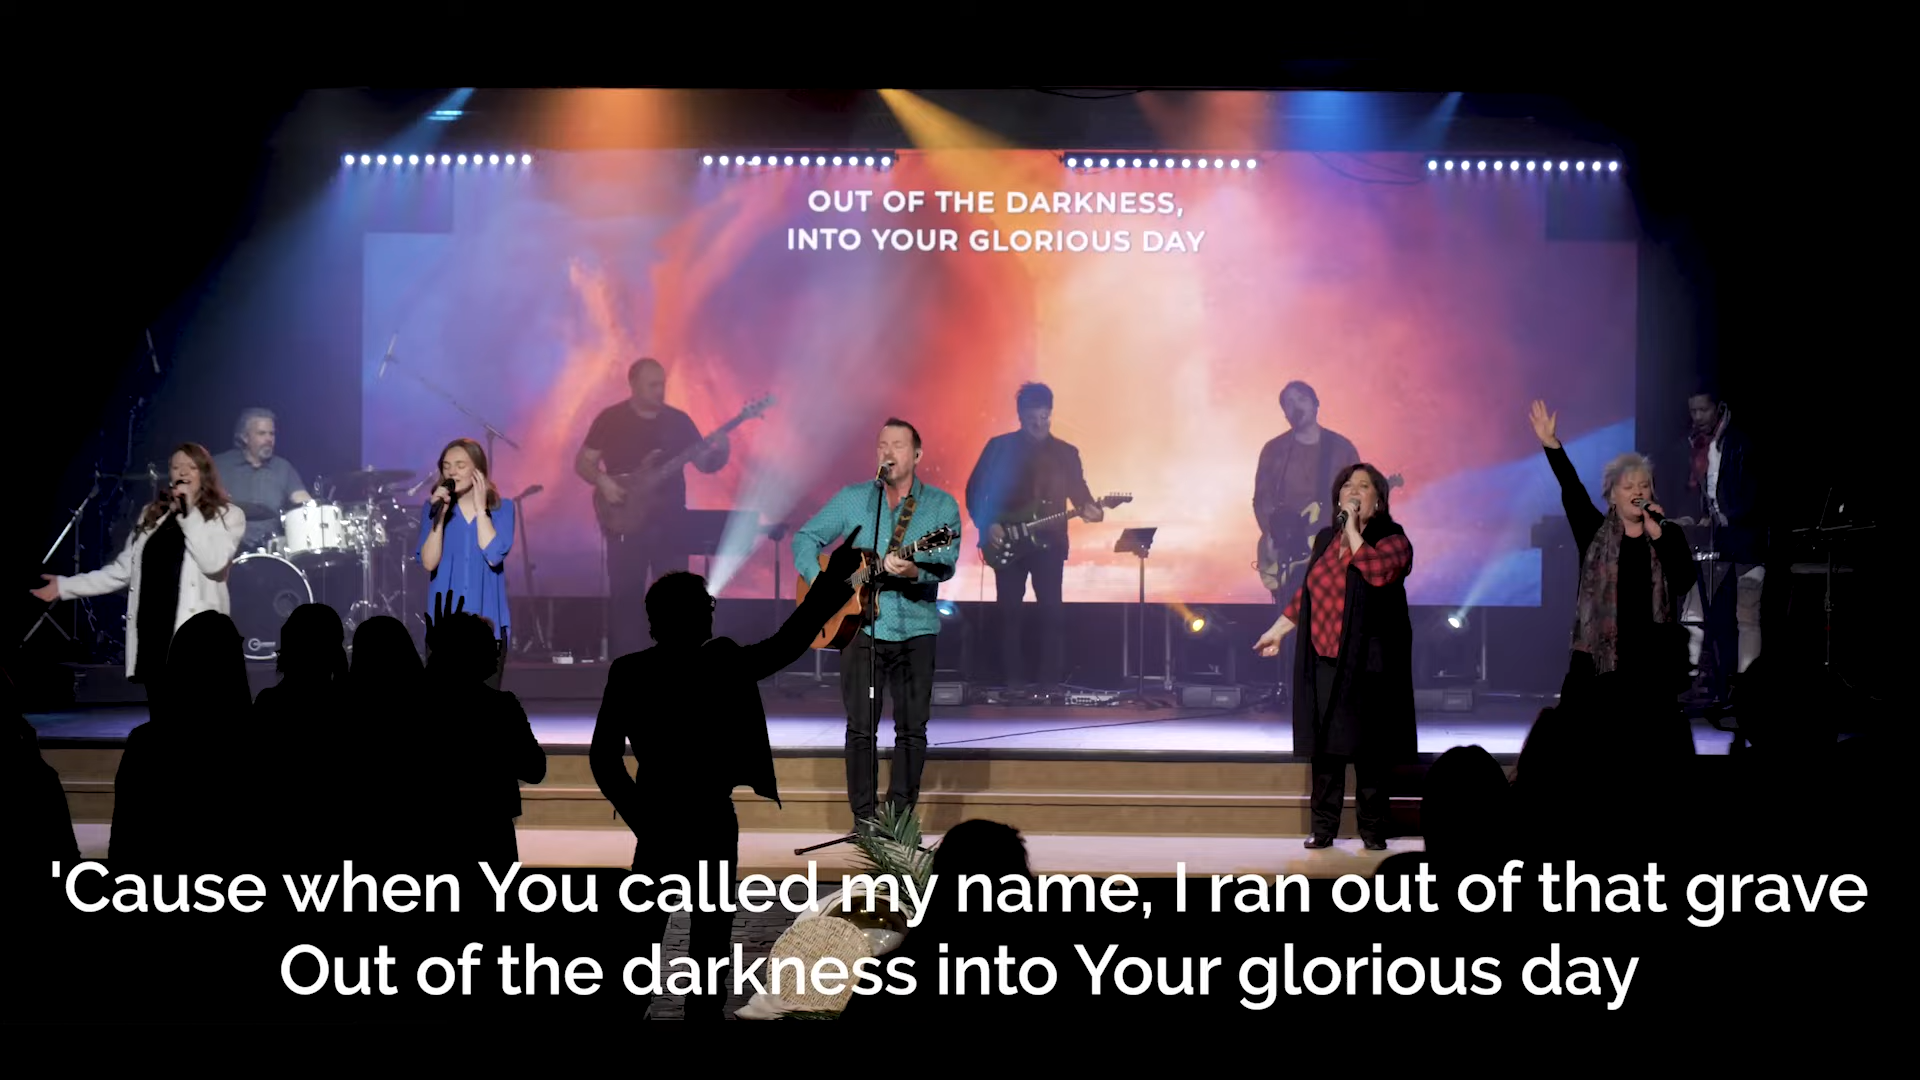 OUT OF THE DARKNESS,
INTO YOUR GLORIOUS DAY
'Cause when You called my name, I ran out of that grave
Out of the darkness into Your glorious day